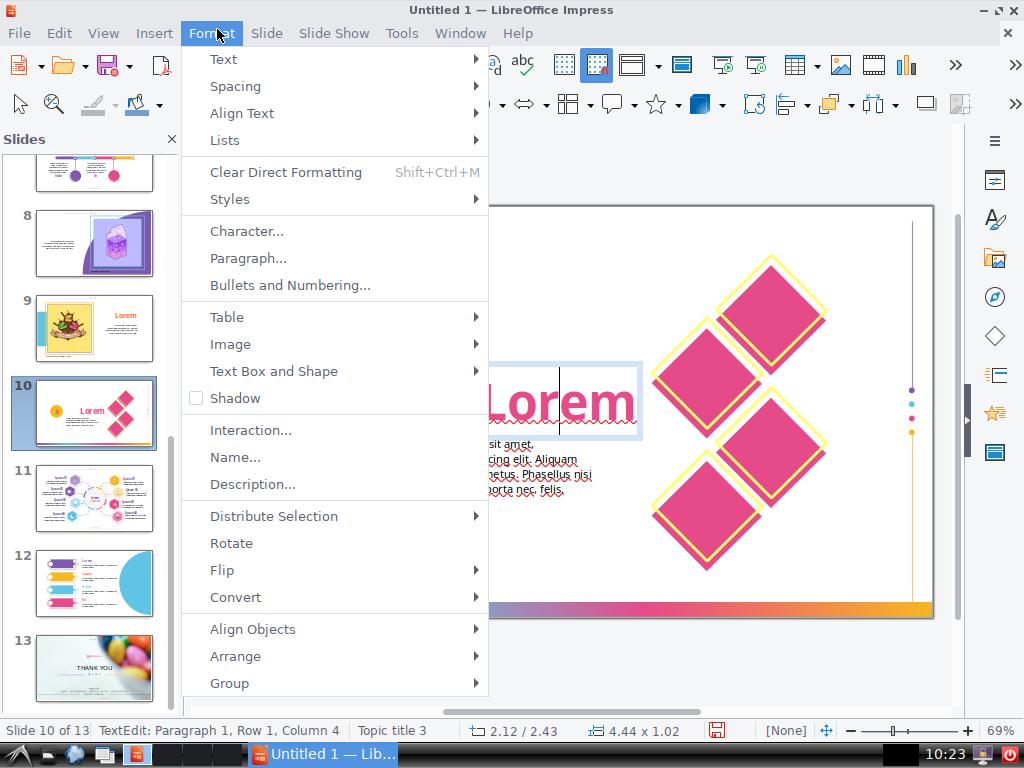 Untitled 1 — LibreOffice Impress
File Edit View Insert Format Slide Slide Show Tools Window Help
Slides
8
9
Lorem
10
Lorem
11
12
13
THANK YOU
Text
Spacing
Align Text
Lists
Clear Direct Formatting Shift+Ctrl+M
Styles
Character...
Paragraph...
Bullets and Numbering...
Table
Image
Text Box and Shape
Shadow
Interaction...
Name...
Description...
Distribute Selection
Rotate
Flip
Convert
Align Objects
Arrange
Group
Lorem
sit amet,
cing elit. Aliquam
netus. Phasellus nisi
porta nec, felis.
Slide 10 of 13 TextEdit: Paragraph 1, Row 1, Column 4 Topic title 3 2.12 / 2.43 4.44 x 1.02 [None] 69%
Untitled 1 — Lib... 10:23